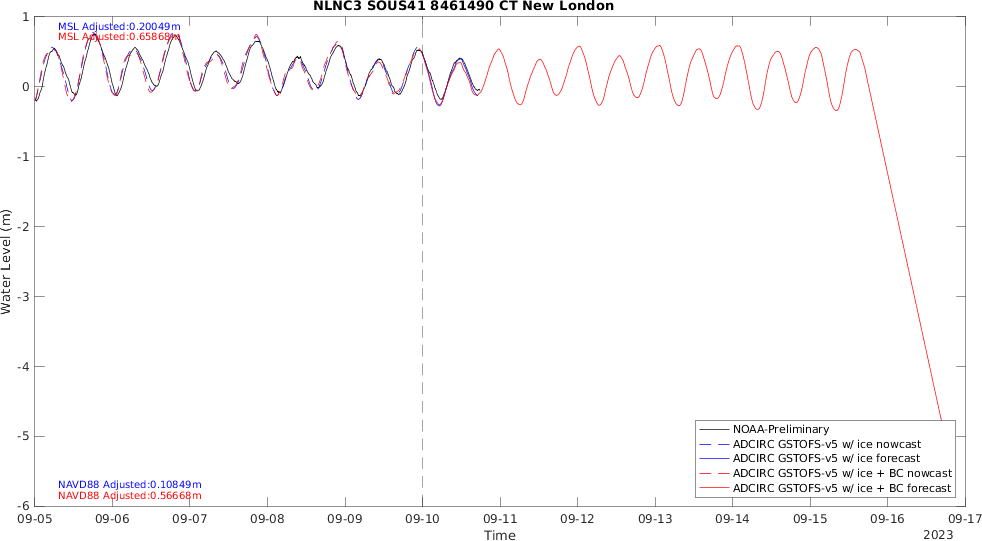 NLNC3 SOUS41 8461490 CT New London
MSL Adjusted:0.20049m
MSL Adjusted:0.65868m
1
0
-1
-2
-3
-4
-5
-6
Water Level (m)
NAVD88 Adjusted:0.10849m
NAVD88 Adjusted:0.56668m
NOAA-Preliminary
ADCIRC GSTOFS-v5 w/ ice nowcast
ADCIRC GSTOFS-v5 w/ ice forecast
ADCIRC GSTOFS-v5 w/ ice + BC nowcast
ADCIRC GSTOFS-v5 w/ ice + BC forecast
09-05 09-06 09-07 09-08 09-09 09-10 09-11 09-12 09-13 09-14 09-15 09-16 09-17
Time
2023